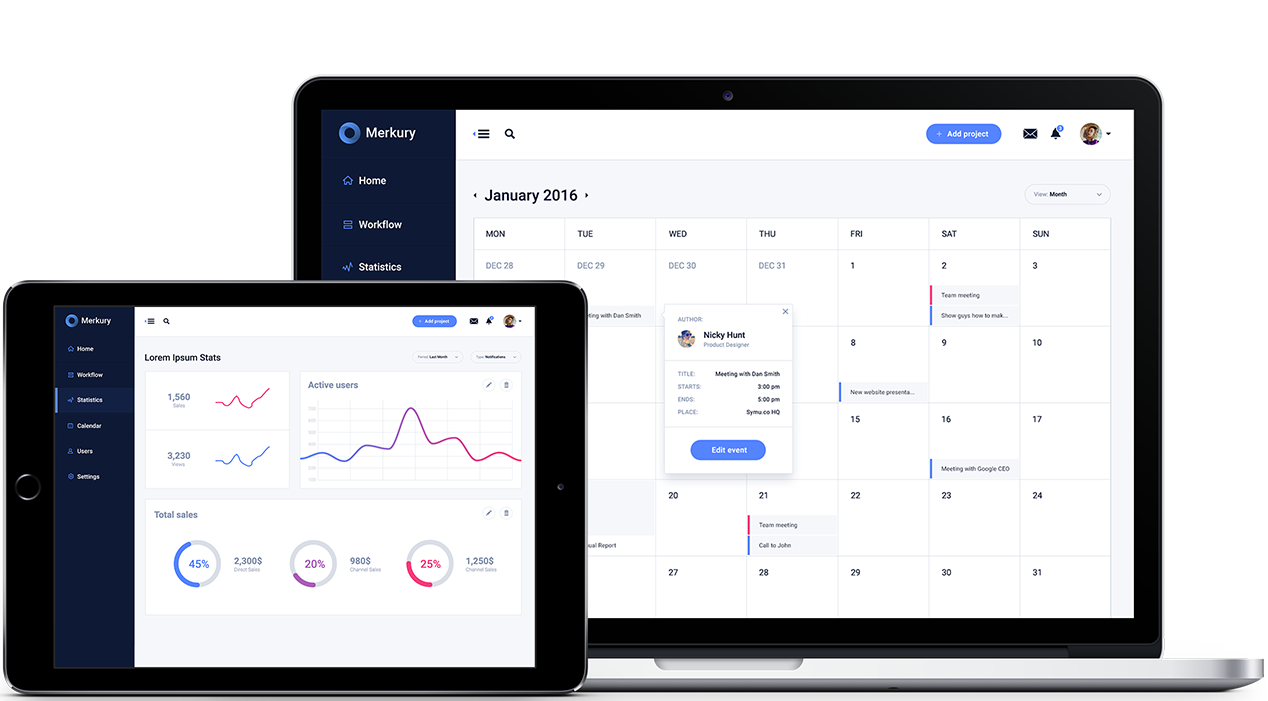 Merkury
+ Add project
Home
January 2016
View: Month
Workflow
MON TUE WED THU FRI SAT SUN
Statistics
DEC 28 DEC 29 DEC 30 DEC 31 1 2 3
Team meeting
ting with Dan Smith
Show guys how to mak...
AUTHOR:
Nicky Hunt
Product Designer
8 9 10
TITLE: Meeting with Dan Smith
STARTS: 3:00 pm
ENDS: 5:00 pm
PLACE: Symu.co HQ
New website presenta...
15 16 17
Edit event
Meeting with Google CEO
20 21 22 23 24
Team meeting
ual Report
Call to John
27 28 29 30 31
Merkury
+ Add project
Home
Workflow
Statistics
Calendar
Users
Settings
Lorem Ipsum Stats
Period: Last Month
Type: Notifications
1,560
Sales
3,230
Views
Active users
Total sales
45%
2,300$
Direct Sales
20%
980$
Channel Sales
25%
1,250$
Channel Sales